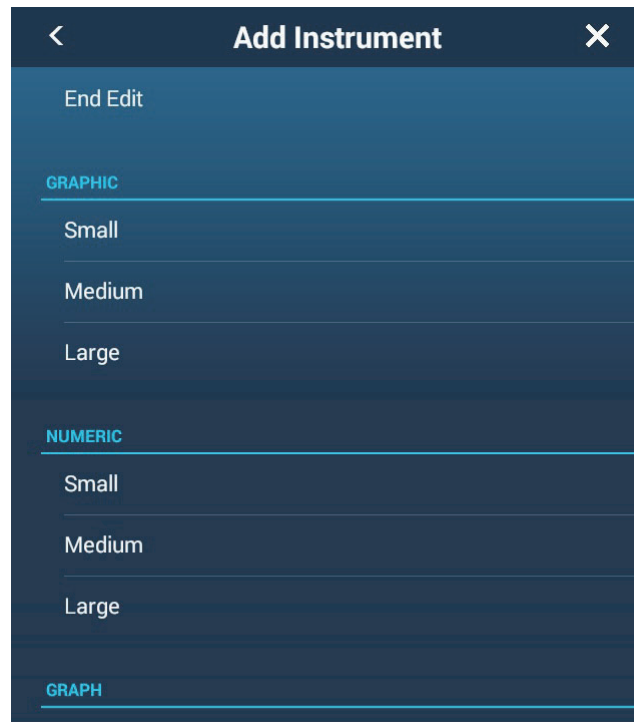 Add Instrument
End Edit
GRAPHIC
Small
Medium
Large
NUMERIC
Small
Medium
Large
GRAPH